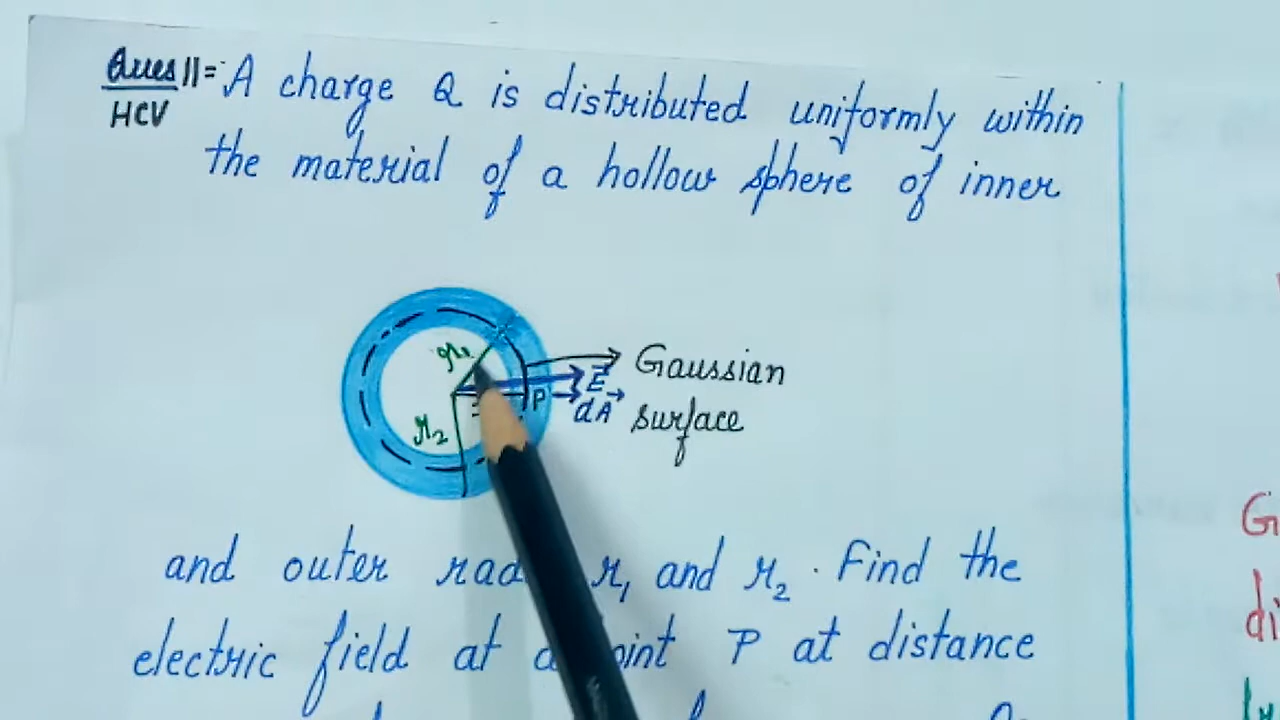 Ques 11= A charge Q is distributed uniformly within
HCV
the material of a hollow sphere of inner
r₁
Gaussian
E
P
dA
surface
r₂
and outer r₁ and r₂. Find the
electric field at a P at distance